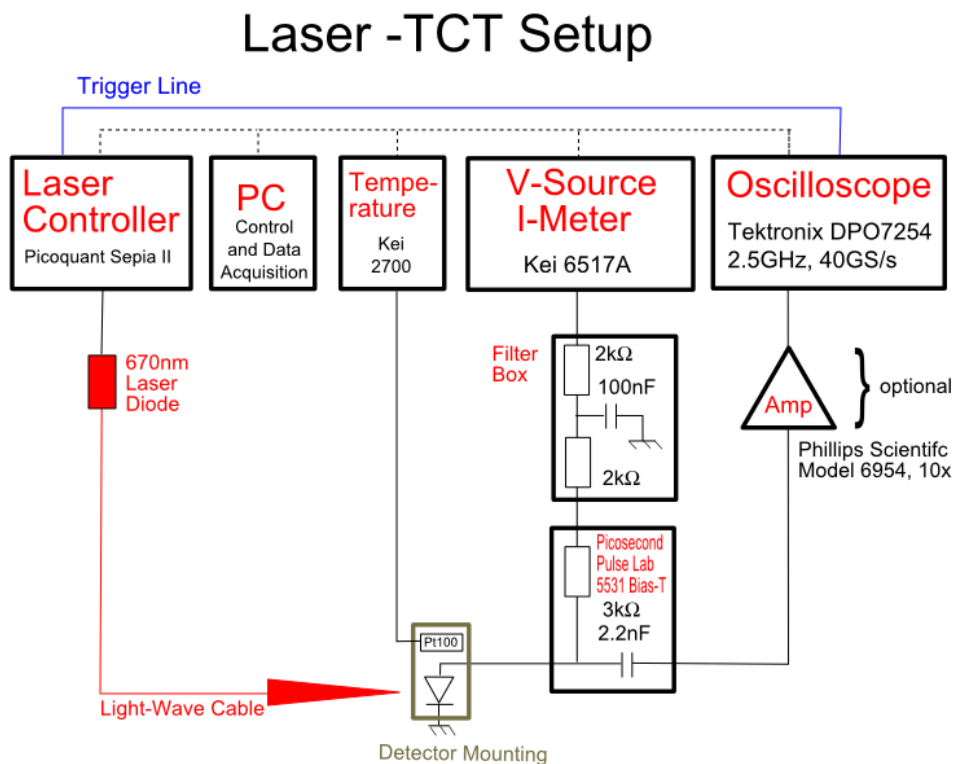 Laser -TCT Setup
Trigger Line
Laser
Controller
Picoquant Sepia II
PC
Control
and Data
Acquisition
Tempe-
rature
Kei
2700
V-Source
I-Meter
Kei 6517A
Oscilloscope
Tektronix DPO7254
2.5GHz, 40GS/s
670nm
Laser
Diode
Filter
Box
2kΩ
100nF
2kΩ
Amp
optional
Phillips Scientifc
Model 6954, 10x
Picosecond
Pulse Lab
5531 Bias-T
3kΩ
2.2nF
Pt100
Light-Wave Cable
Detector Mounting